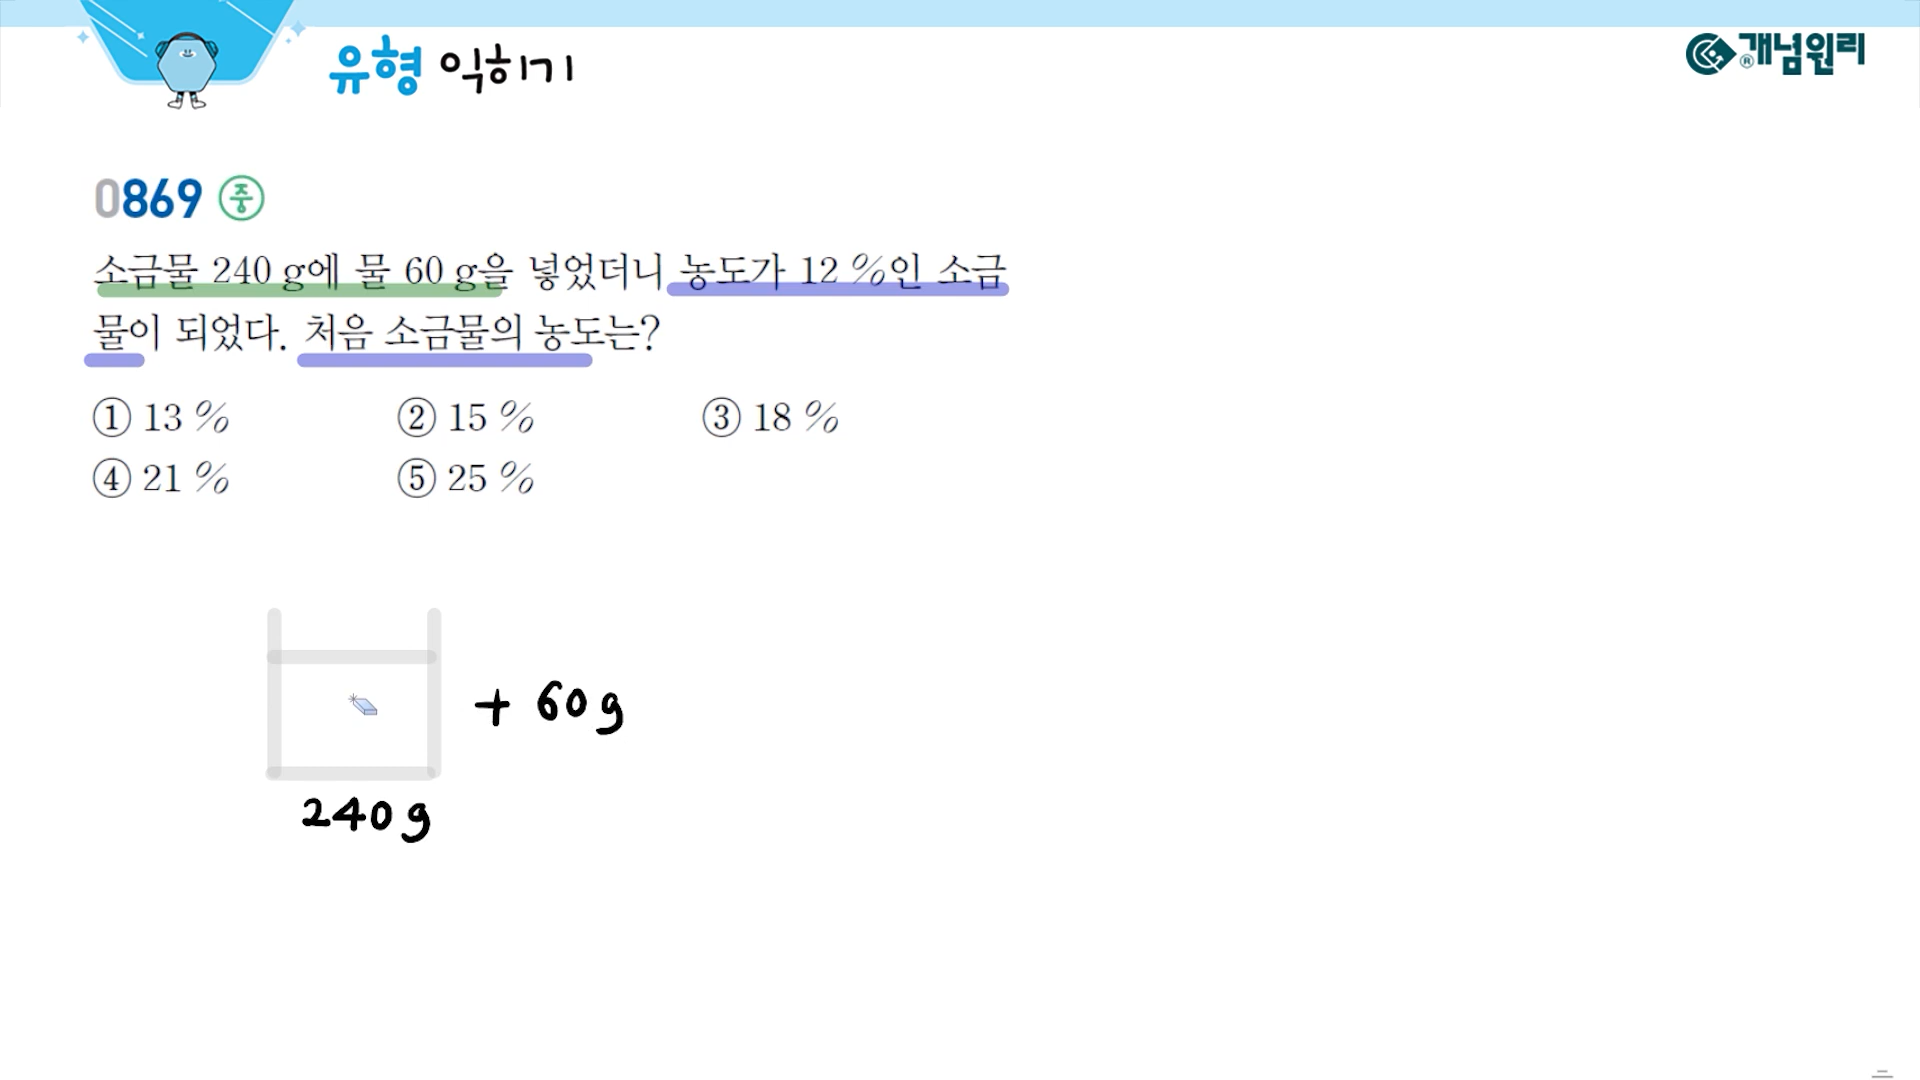 유형 익히기
개념원리®
0869 중
소금물 240 g에 물 60 g을 넣었더니 농도가 12 %인 소금
물이 되었다. 처음 소금물의 농도는?
① 13 % ② 15 % ③ 18 %
④ 21 % ⑤ 25 %
+ 60g
240g